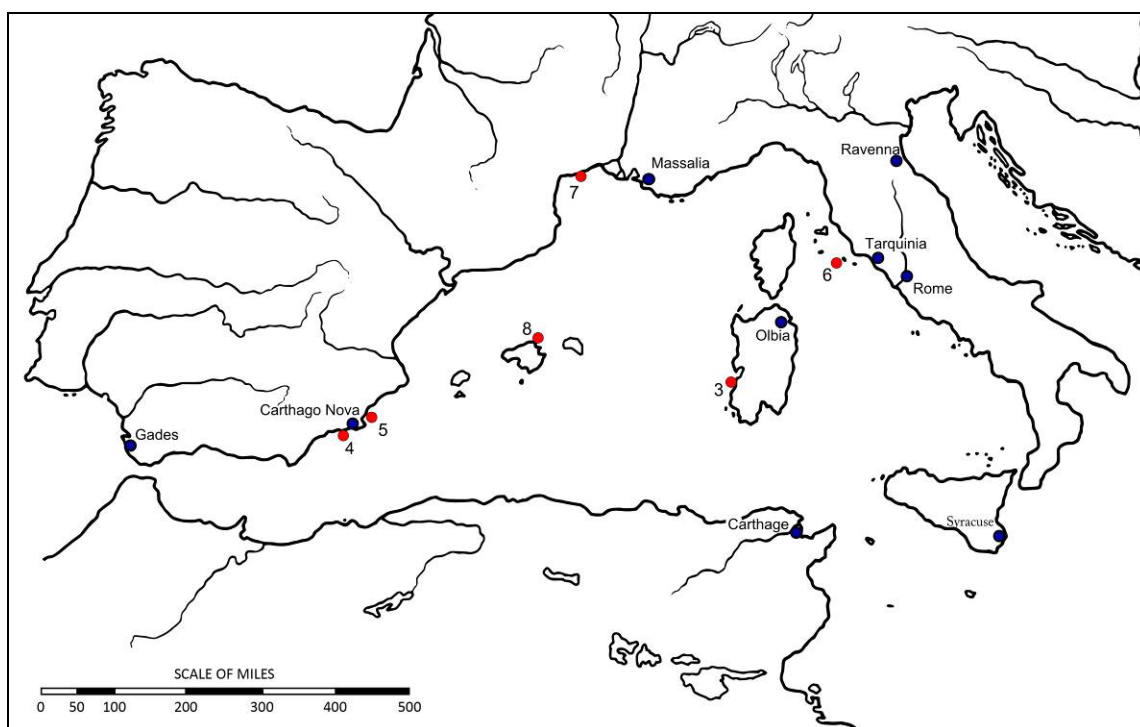 Ravenna
Massalia
7
Tarquinia
6
Rome
8
Olbia
3
Carthago Nova
5
Gades
4
Carthage
Syracuse
SCALE OF MILES
0 50 100 200 300 400 500